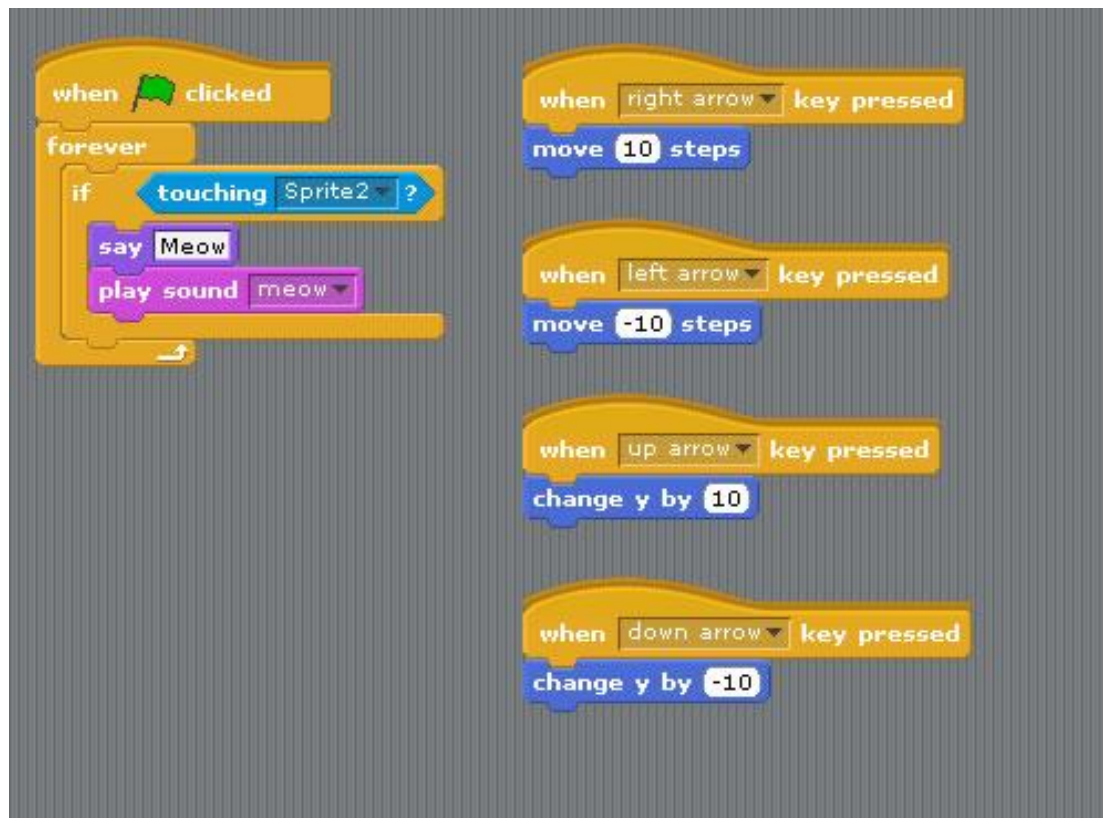 when clicked
forever
if touching Sprite2 ?
say Meow
play sound meow
when right arrow key pressed
move 10 steps
when left arrow key pressed
move -10 steps
when up arrow key pressed
change y by 10
when down arrow key pressed
change y by -10